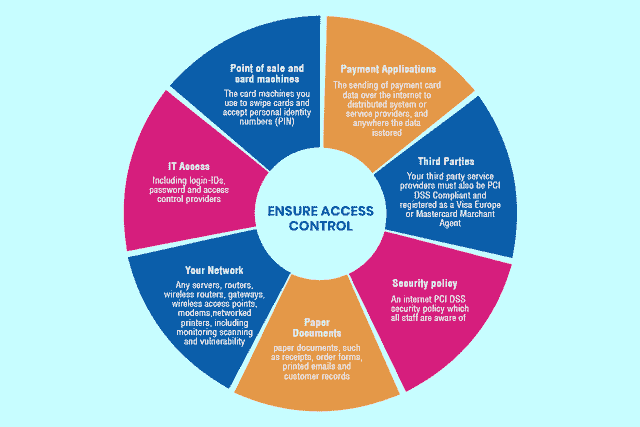 Point of sale and
card machines
The card machines you
use to swipe cards and
accept personal identity
numbers (PIN)
Payment Applications
The sending of payment card
data over the internet to
distributed system or
service providers, and
anywhere the data
isstored
Third Parties
Your third party service
providers must also be PCI
DSS Compliant and
registered as a Visa Europe
or Mastercard Marchant
Agent
Security policy
An internet PCI DSS
security policy which
all staff are aware of
Paper
Documents
paper documents, such
as receipts, order forms,
printed emails and
customer records
Your Network
Any servers, routers,
wireless routers, gateways,
wireless access points,
modems,networked
printers, including
monitoring scanning
and vulnerability
IT Access
Including login-IDs,
password and access
control providers
ENSURE ACCESS
CONTROL